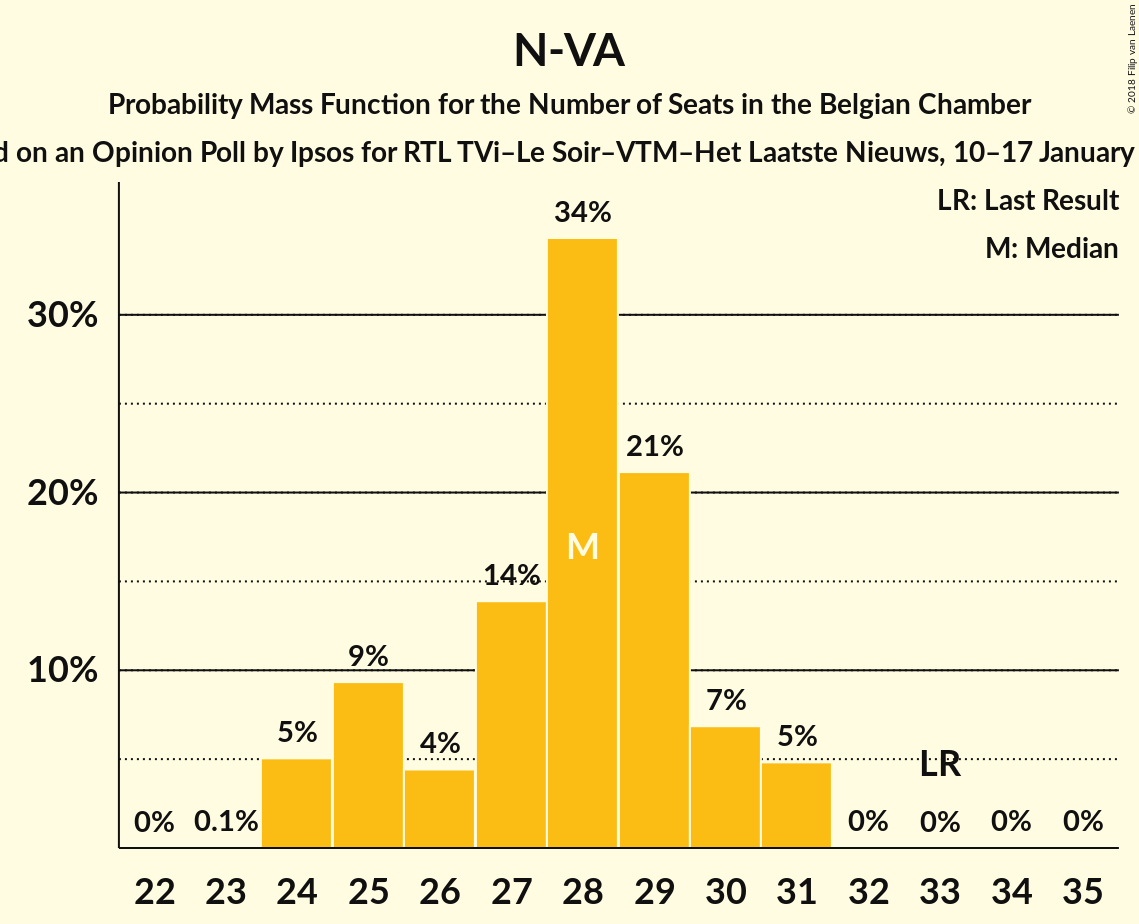 N-VA
Probability Mass Function for the Number of Seats in the Belgian Chamber
on an Opinion Poll by Ipsos for RTL TVi–Le Soir–VTM–Het Laatste Nieuws, 10–17 January
© 2018 Filip van Laenen
LR: Last Result
M: Median
34%
30%
21%
20%
M
14%
10%
9%
7%
5%
4%
5%
LR
0%
0.1%
0%
0%
0%
0%
22 23 24 25 26 27 28 29 30 31 32 33 34 35